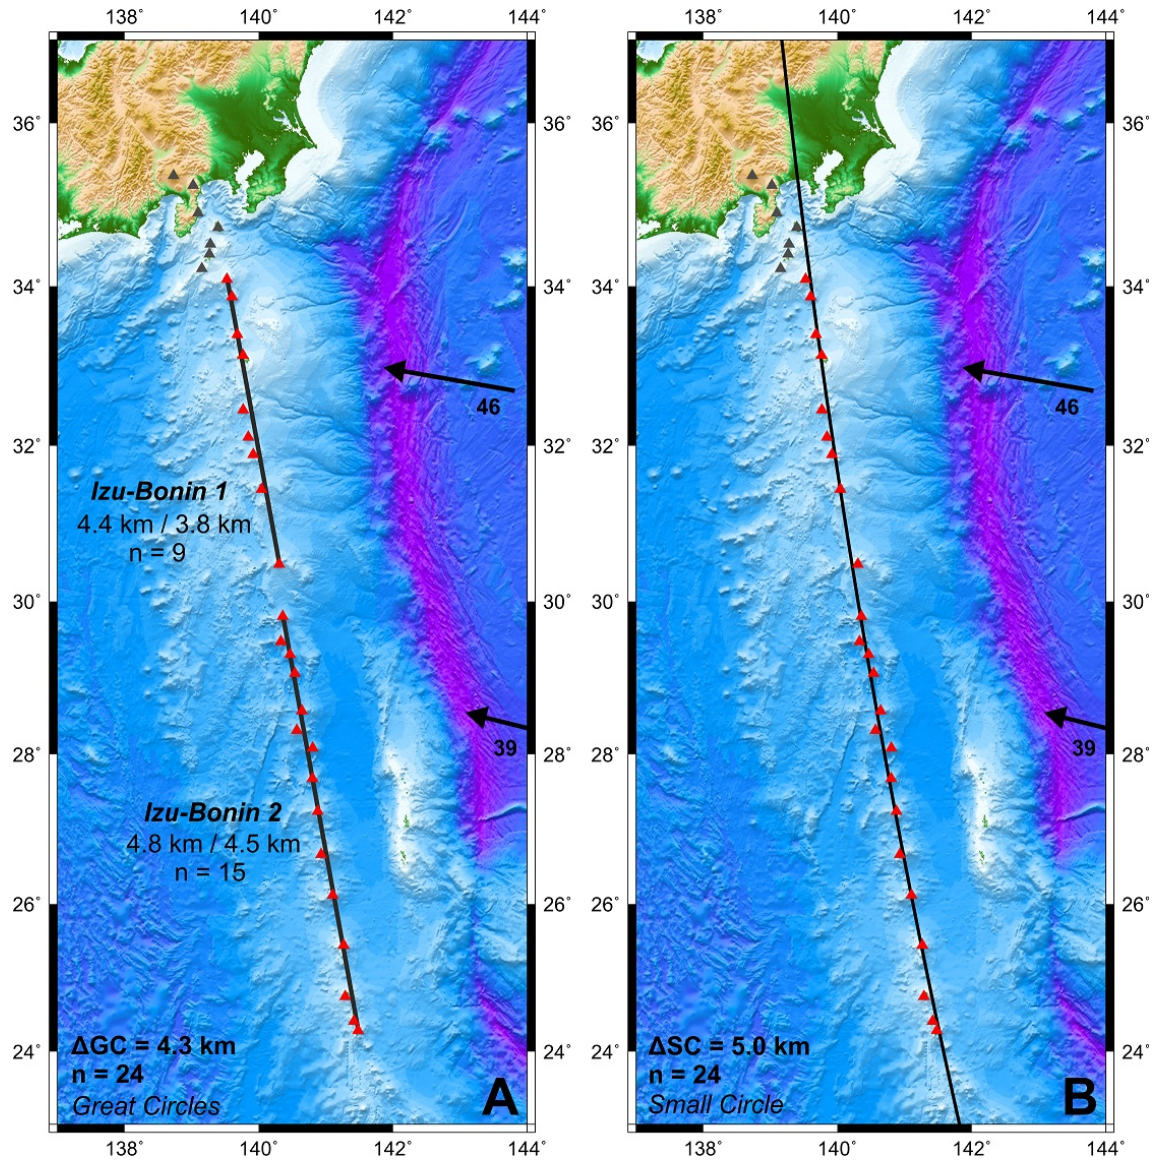 138˚ 140˚ 142˚ 144˚ 138˚ 140˚ 142˚ 144˚
36˚ 36˚ 36˚ 36˚
34˚ 34˚ 34˚ 34˚
46 46
32˚ 32˚ 32˚ 32˚
Izu-Bonin 1
4.4 km / 3.8 km
n = 9
30˚ 30˚ 30˚ 30˚
39 39
28˚ 28˚ 28˚ 28˚
Izu-Bonin 2
4.8 km / 4.5 km
n = 15
26˚ 26˚ 26˚ 26˚
24˚ 24˚ 24˚ 24˚
ΔGC = 4.3 km
n = 24
Great Circles
A
ΔSC = 5.0 km
n = 24
Small Circle
B
138˚ 140˚ 142˚ 144˚ 138˚ 140˚ 142˚ 144˚